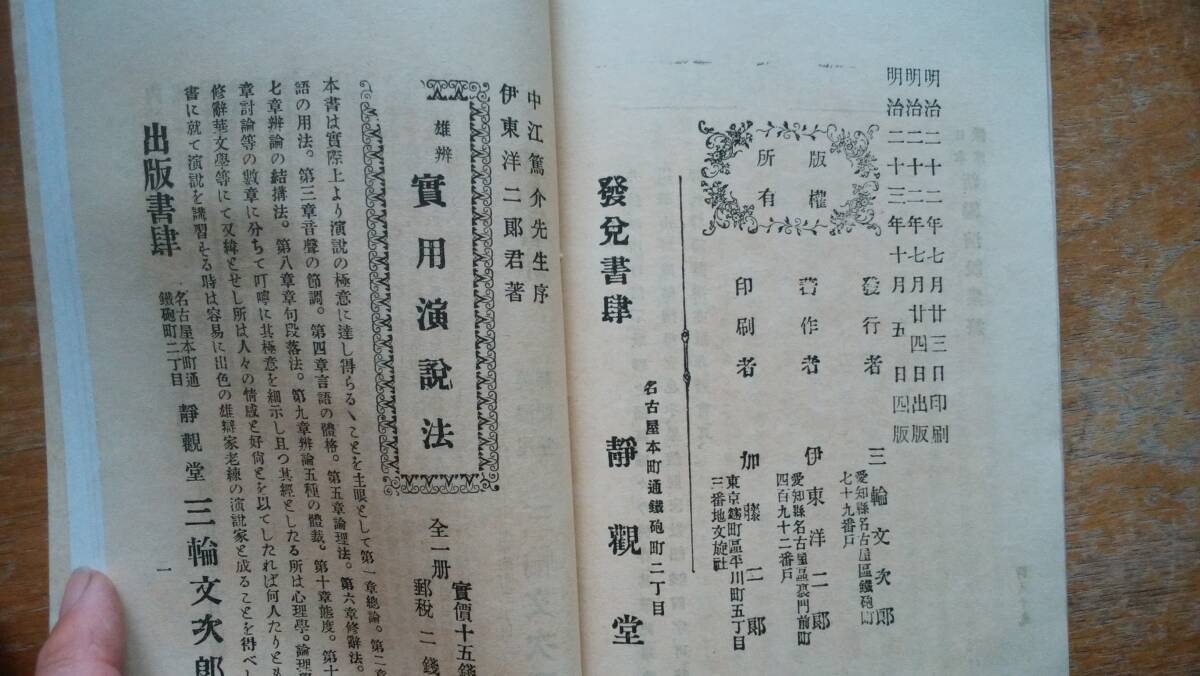 明治二十二年七月廿三日印刷
明治二十二年七月廿四日出版
明治二十三年十月五日四版
版權
所有
發行者 三輪文次郎
愛知縣名古屋區鐵砲町
七十九番戸
著作者 伊東洋二郎
愛知縣名古屋區裏門前町
四百九十二番戸
印刷者 加藤二郎
東京麹町區平川町五丁目
三番地文旋社
名古屋本町通鐵砲町二丁目
發兌書肆 靜觀堂
中江篤介先生序
伊東洋二郎君著
雄辨
實用演說法
全一册
實價十五錢
郵稅二錢
本書は實際上より演說の極意に達し得らるゝことを主眼として第一章總論。第二章
語の用法。第三章音聲の節調。第四章言語の體格。第五章論理法。第六章修辭法。
七章辨論の結搆法。第八章章句段落法。第九章辨論五種の體裁。第十章態度。第十
章討論等の數章に分ちて叮嚀に其極意を細示し且つ其經としたる所は心理學。論理學
修辭華文學等にて又緯とせし所は人々の情感と好尙とを以てしたれば何人たりとも
書に就て演說を講習する時は容易に出色の雄辯家老練の演說家と成ることを得べし
出版書肆
名古屋本町通
鐵砲町二丁目
靜觀堂 三輪文次郎
一